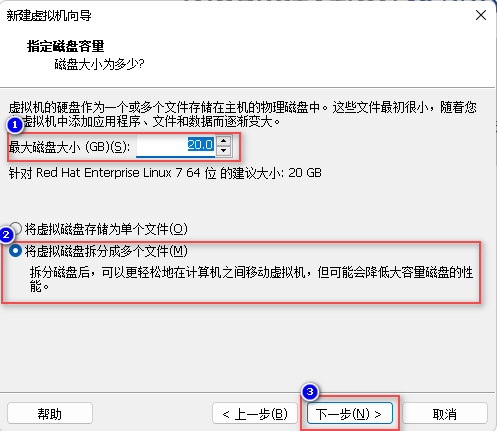 新建虚拟机向导
指定磁盘容量
磁盘大小为多少?
虚拟机的硬盘作为一个或多个文件存储在主机的物理磁盘中。这些文件最初很小，随着您
虚拟机中添加应用程序、文件和数据而逐渐变大。
1
最大磁盘大小 (GB)(S): 20.0
针对 Red Hat Enterprise Linux 7 64 位 的建议大小: 20 GB
将虚拟磁盘存储为单个文件(O)
2
将虚拟磁盘拆分成多个文件(M)
拆分磁盘后，可以更轻松地在计算机之间移动虚拟机，但可能会降低大容量磁盘的性
能。
3
帮助 < 上一步(B) 下一步(N) > 取消